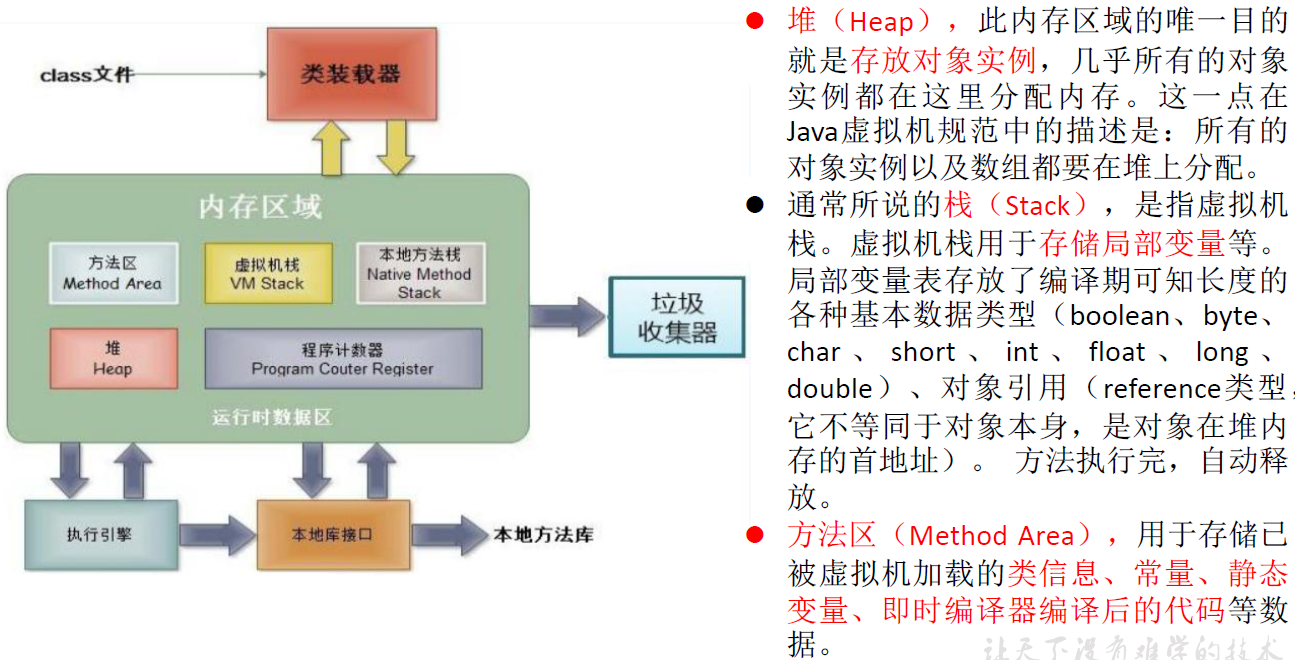 class文件
类装载器
内存区域
方法区
Method Area
虚拟机栈
VM Stack
本地方法栈
Native Method
Stack
堆
Heap
程序计数器
Program Couter Register
运行时数据区
垃圾
收集器
执行引擎
本地库接口
本地方法库
堆（Heap），此内存区域的唯一目的
就是存放对象实例，几乎所有的对象
实例都在这里分配内存。这一点在
Java虚拟机规范中的描述是：所有的
对象实例以及数组都要在堆上分配。
通常所说的栈（Stack），是指虚拟机
栈。虚拟机栈用于存储局部变量等。
局部变量表存放了编译期可知长度的
各种基本数据类型（boolean、byte、
char、short、int、float、long、
double）、对象引用（reference类型，
它不等同于对象本身，是对象在堆内
存的首地址）。 方法执行完，自动释
放。
方法区（Method Area），用于存储已
被虚拟机加载的类信息、常量、静态
变量、即时编译器编译后的代码等数
据。
让天下没有难学的技术